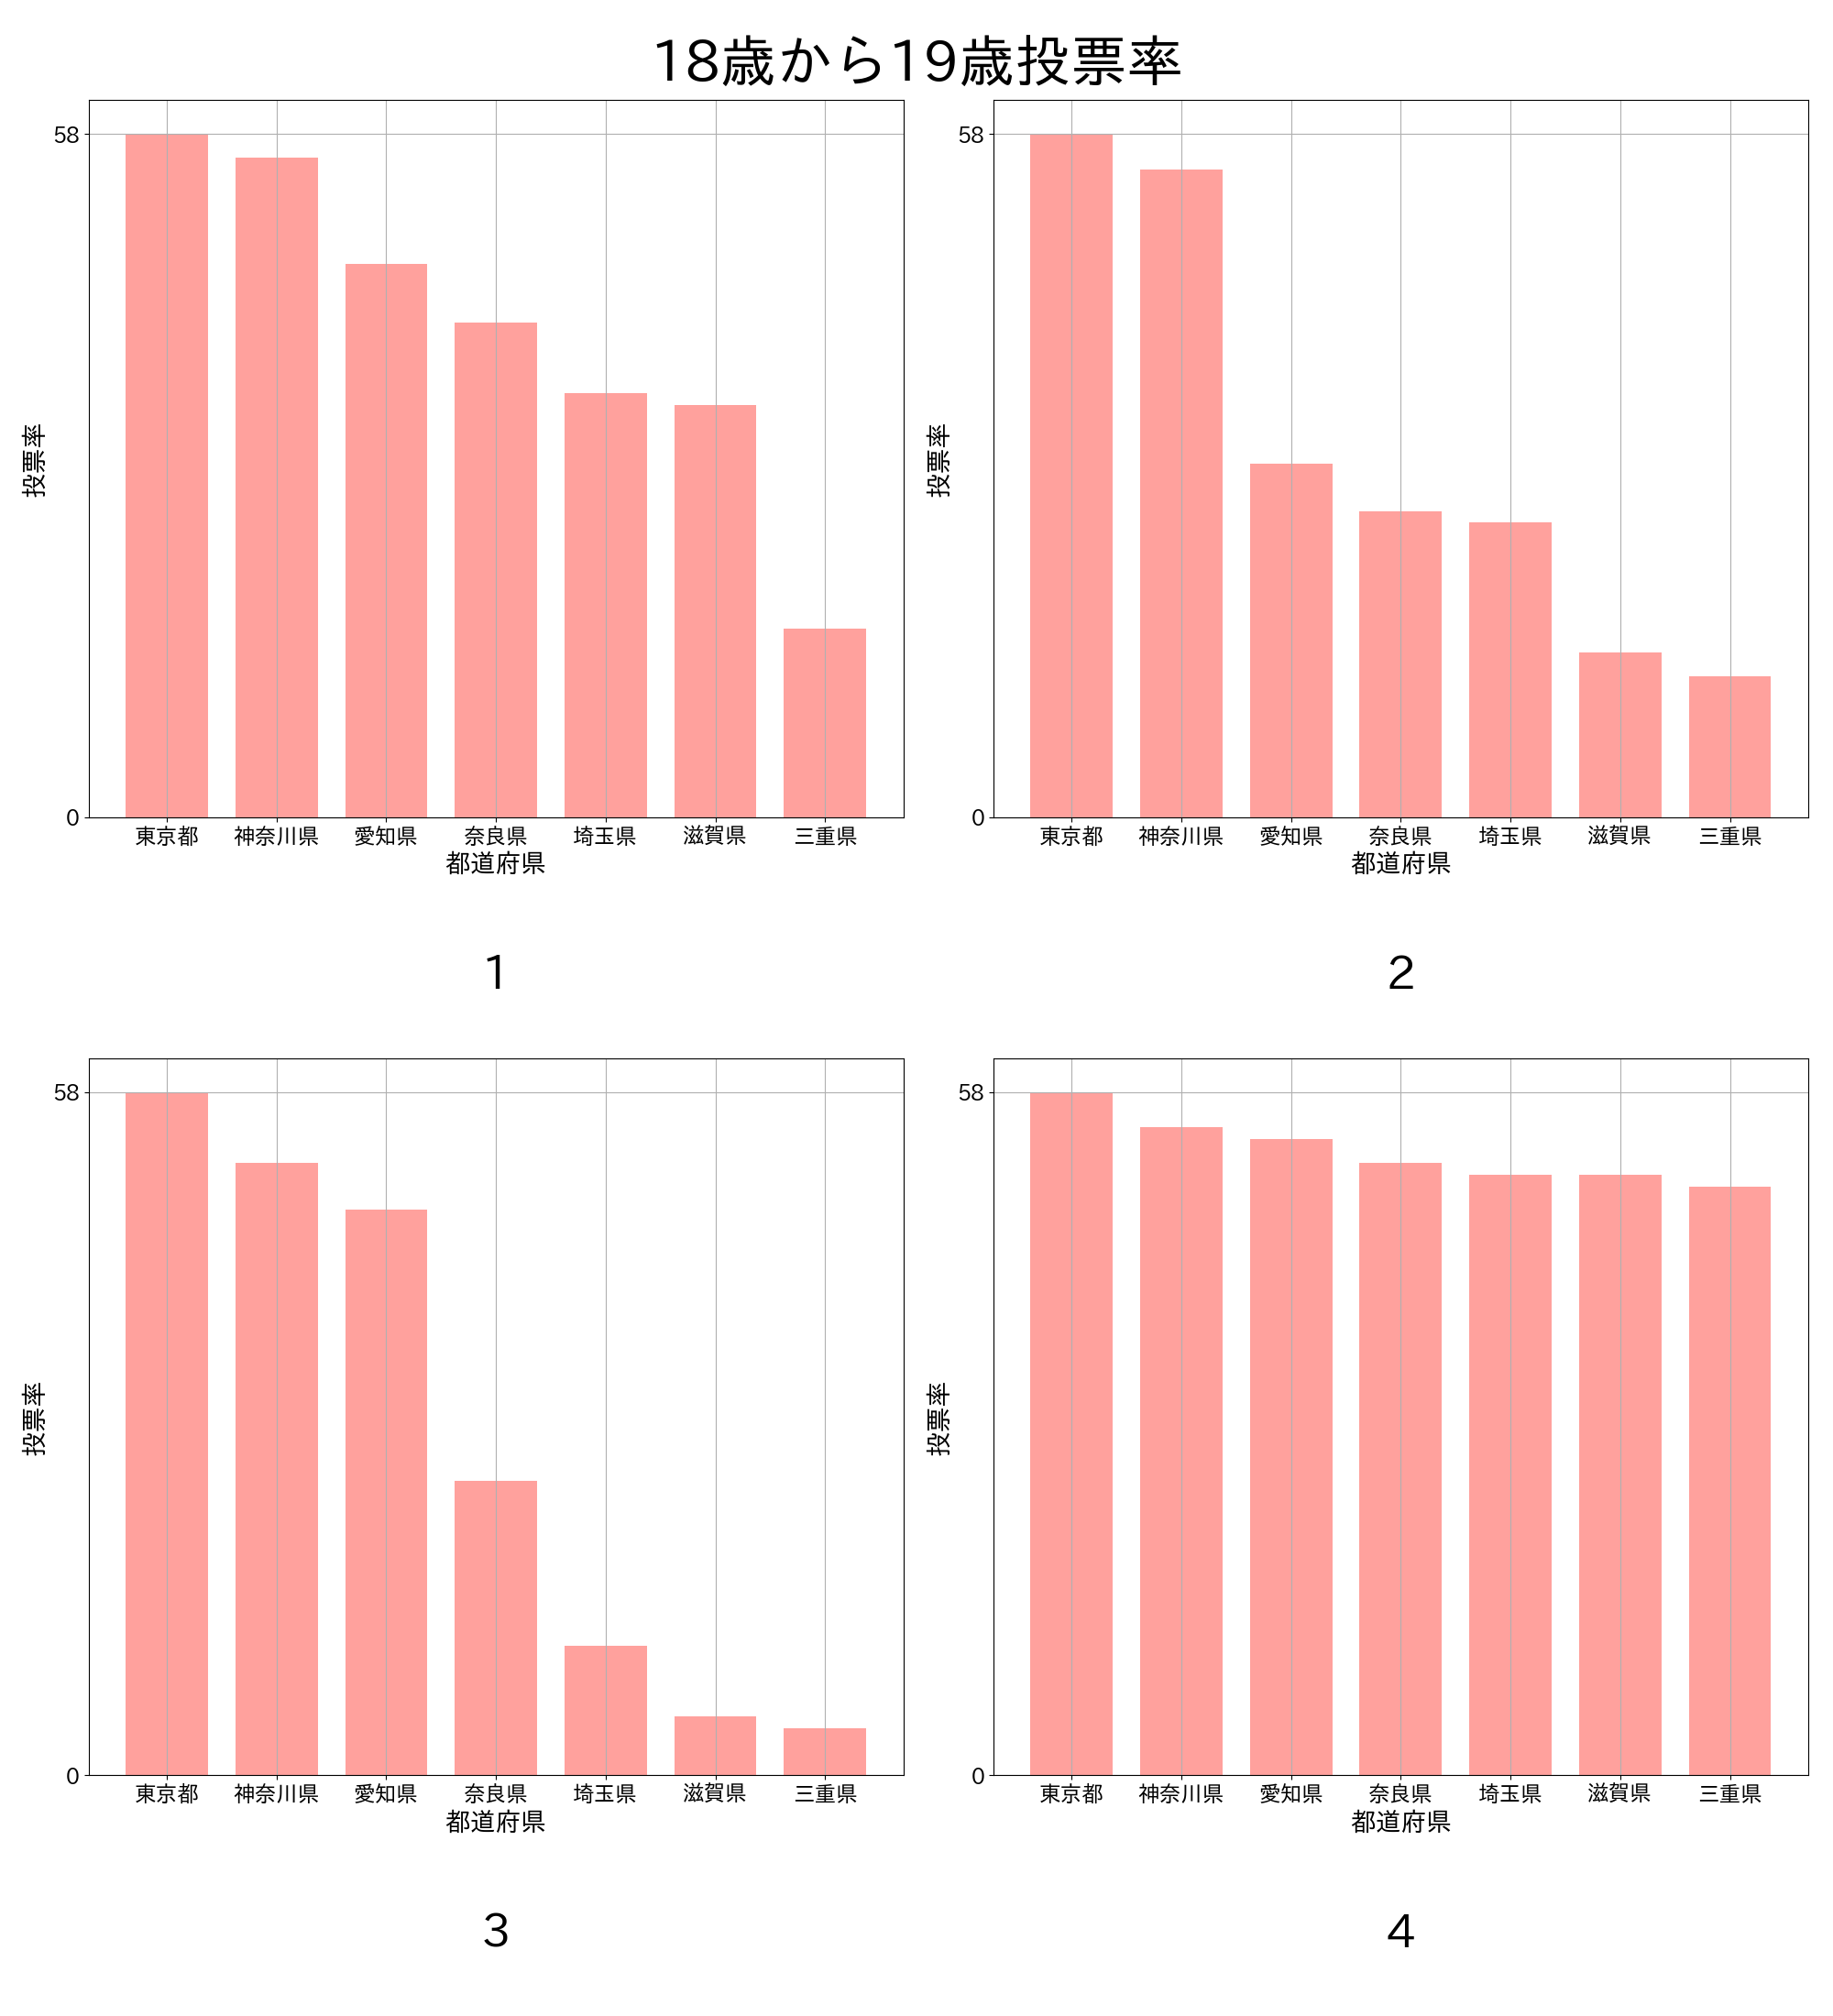 18歳から19歳投票率
58
0
投票率
東京都 神奈川県 愛知県 奈良県 埼玉県 滋賀県 三重県
都道府県
1
58
0
投票率
東京都 神奈川県 愛知県 奈良県 埼玉県 滋賀県 三重県
都道府県
2
58
0
投票率
東京都 神奈川県 愛知県 奈良県 埼玉県 滋賀県 三重県
都道府県
3
58
0
投票率
東京都 神奈川県 愛知県 奈良県 埼玉県 滋賀県 三重県
都道府県
4